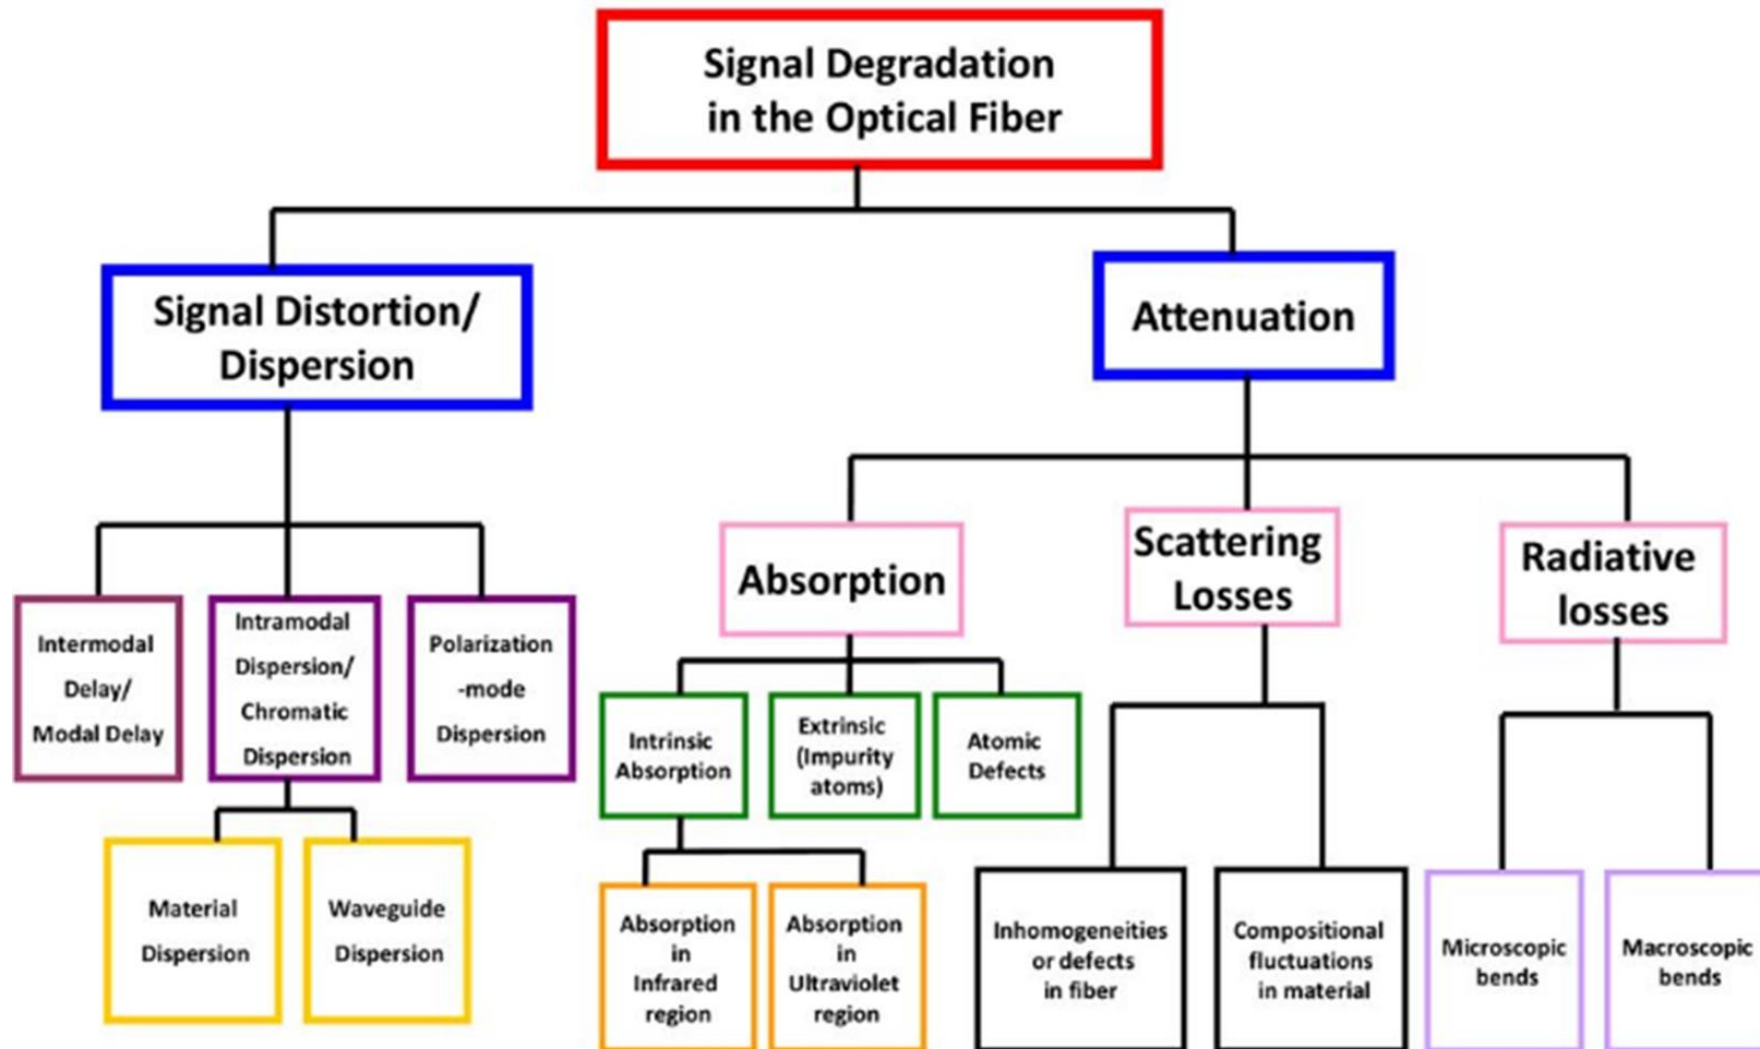 Signal Degradation
in the Optical Fiber
Signal Distortion/
Dispersion
Attenuation
Absorption
Scattering
Losses
Radiative
losses
Intermodal
Delay/
Modal Delay
Intramodal
Dispersion/
Chromatic
Dispersion
Polarization
-mode
Dispersion
Intrinsic
Absorption
Extrinsic
(Impurity
atoms)
Atomic
Defects
Material
Dispersion
Waveguide
Dispersion
Absorption
in
Infrared
region
Absorption
in
Ultraviolet
region
Inhomogeneities
or defects
in fiber
Compositional
fluctuations
in material
Microscopic
bends
Macroscopic
bends